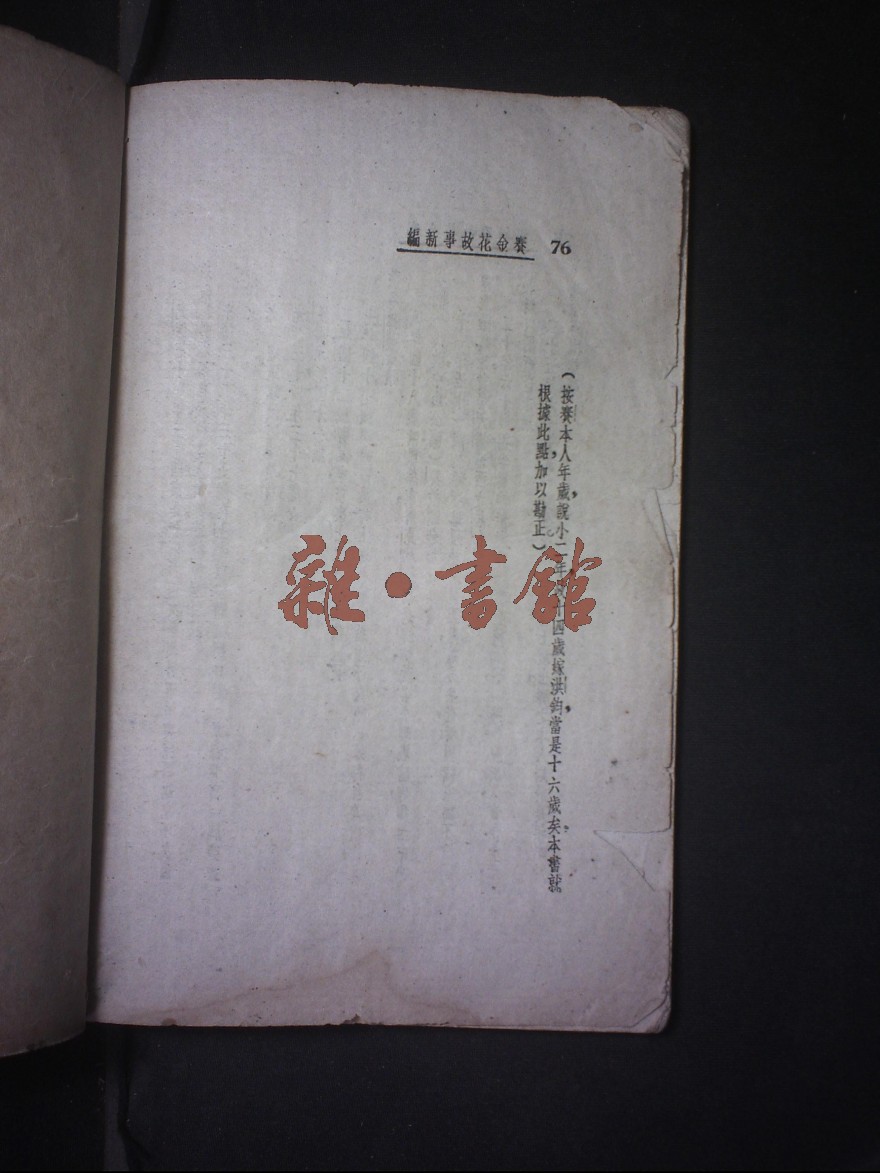 76 賽金花故事新編
（按賽本人年歲，說小二年，四歲嫁洪鈞，當是十六歲矣，本書就
根據此點，加以勘正）
雜·書館